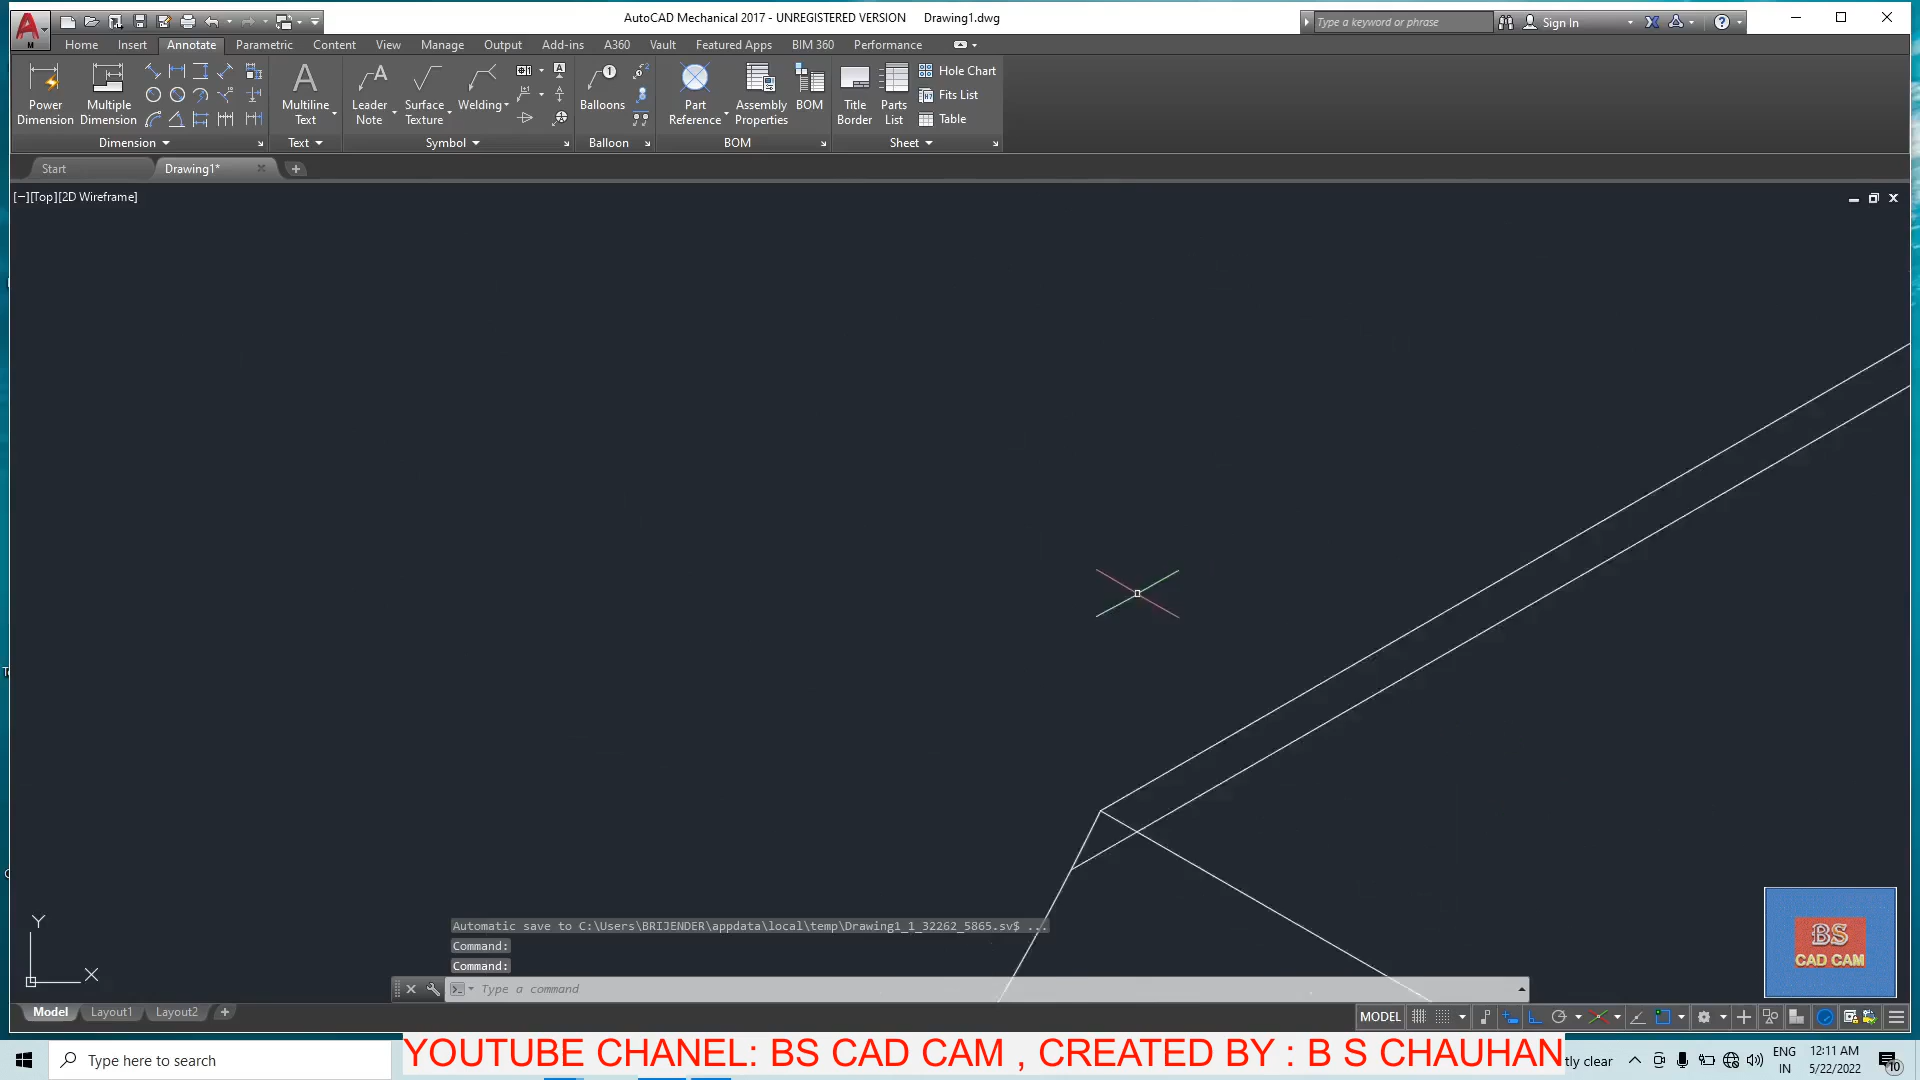 AutoCAD Mechanical 2017 - UNREGISTERED VERSION Drawing1.dwg
Type a keyword or phrase
Sign In
Home Insert Annotate Parametric Content View Manage Output Add-ins A360 Vault Featured Apps BIM 360 Performance
Power Dimension
Multiple Dimension
Multiline Text
Leader Note
Surface Texture
Welding
Balloons
Part Reference
Assembly Properties
BOM
Title Border
Parts List
Hole Chart
Fits List
Table
Dimension Text Symbol Balloon BOM Sheet
Start Drawing1*
[−][Top][2D Wireframe]
Y
X
Automatic save to C:\Users\BRIJENDER\appdata\local\temp\Drawing1_1_32262_5865.sv$ ...
Command:
Command:
Type a command
BS
CAD CAM
Model Layout1 Layout2
MODEL
Type here to search
YOUTUBE CHANEL: BS CAD CAM , CREATED BY : B S CHAUHAN
tly clear
ENG
IN
12:11 AM
5/22/2022
10